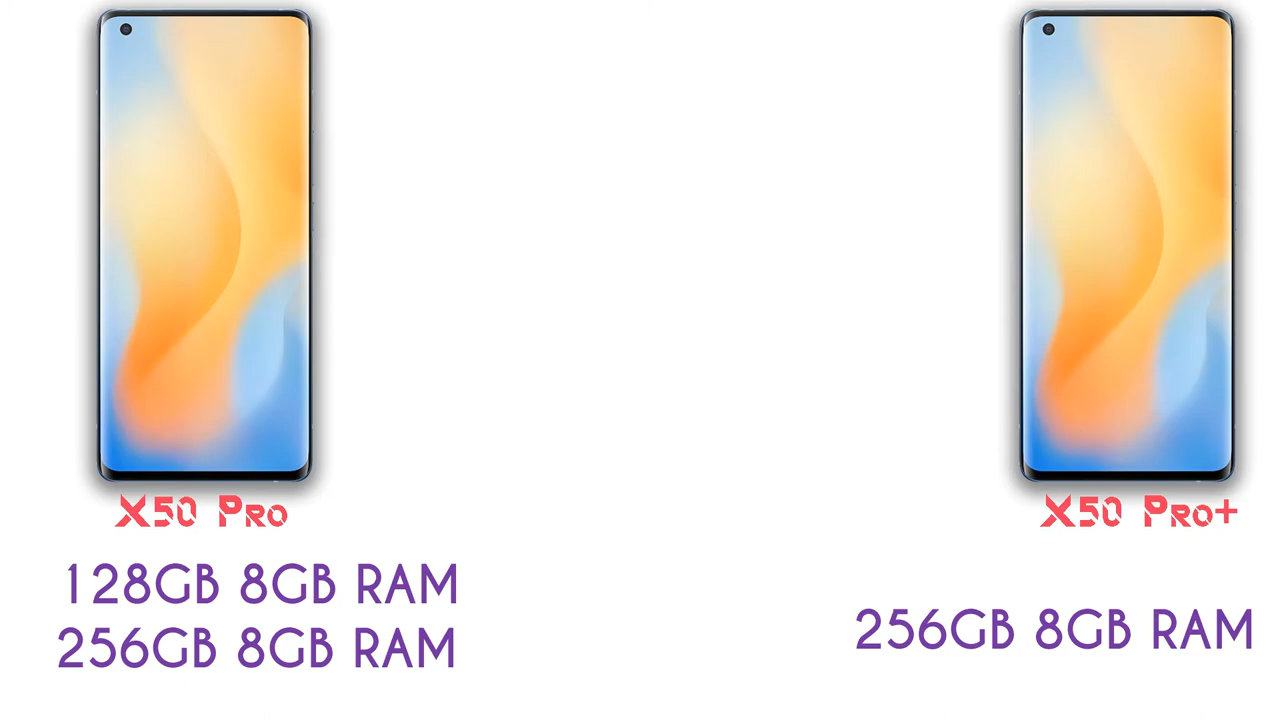 X50 Pro
128GB 8GB RAM
256GB 8GB RAM
X50 Pro+
256GB 8GB RAM